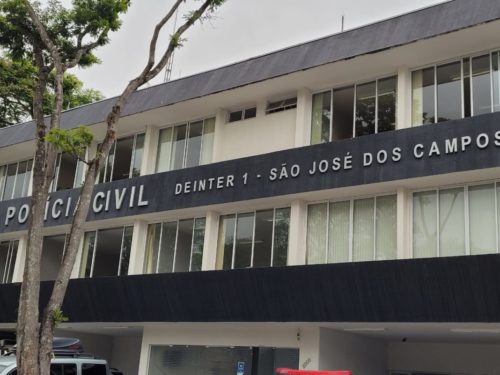 POLÍCIA CIVIL DEINTER 1 - SÃO JOSÉ DOS CAMPOS